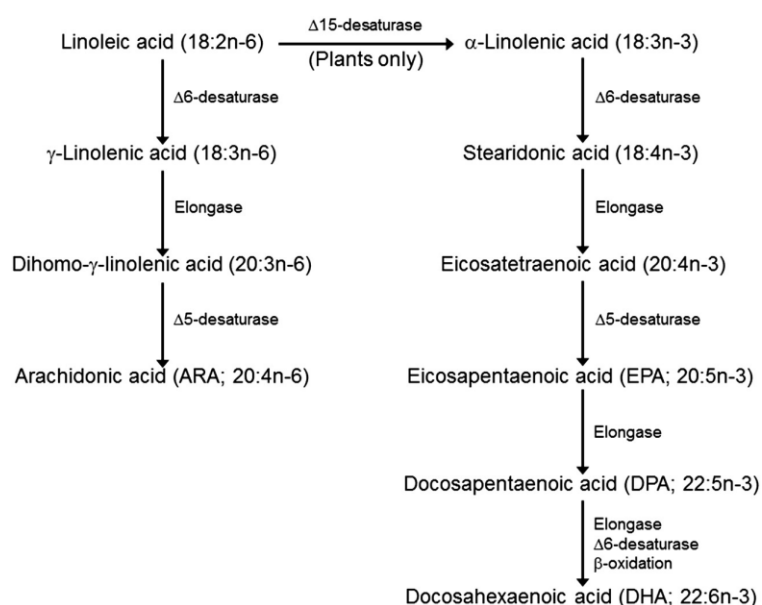 Δ15-desaturase
Linoleic acid (18:2n-6)
α-Linolenic acid (18:3n-3)
(Plants only)
Δ6-desaturase
Δ6-desaturase
γ-Linolenic acid (18:3n-6)
Stearidonic acid (18:4n-3)
Elongase
Elongase
Dihomo-γ-linolenic acid (20:3n-6)
Eicosatetraenoic acid (20:4n-3)
Δ5-desaturase
Δ5-desaturase
Arachidonic acid (ARA; 20:4n-6)
Eicosapentaenoic acid (EPA; 20:5n-3)
Elongase
Docosapentaenoic acid (DPA; 22:5n-3)
Elongase
Δ6-desaturase
β-oxidation
Docosahexaenoic acid (DHA; 22:6n-3)